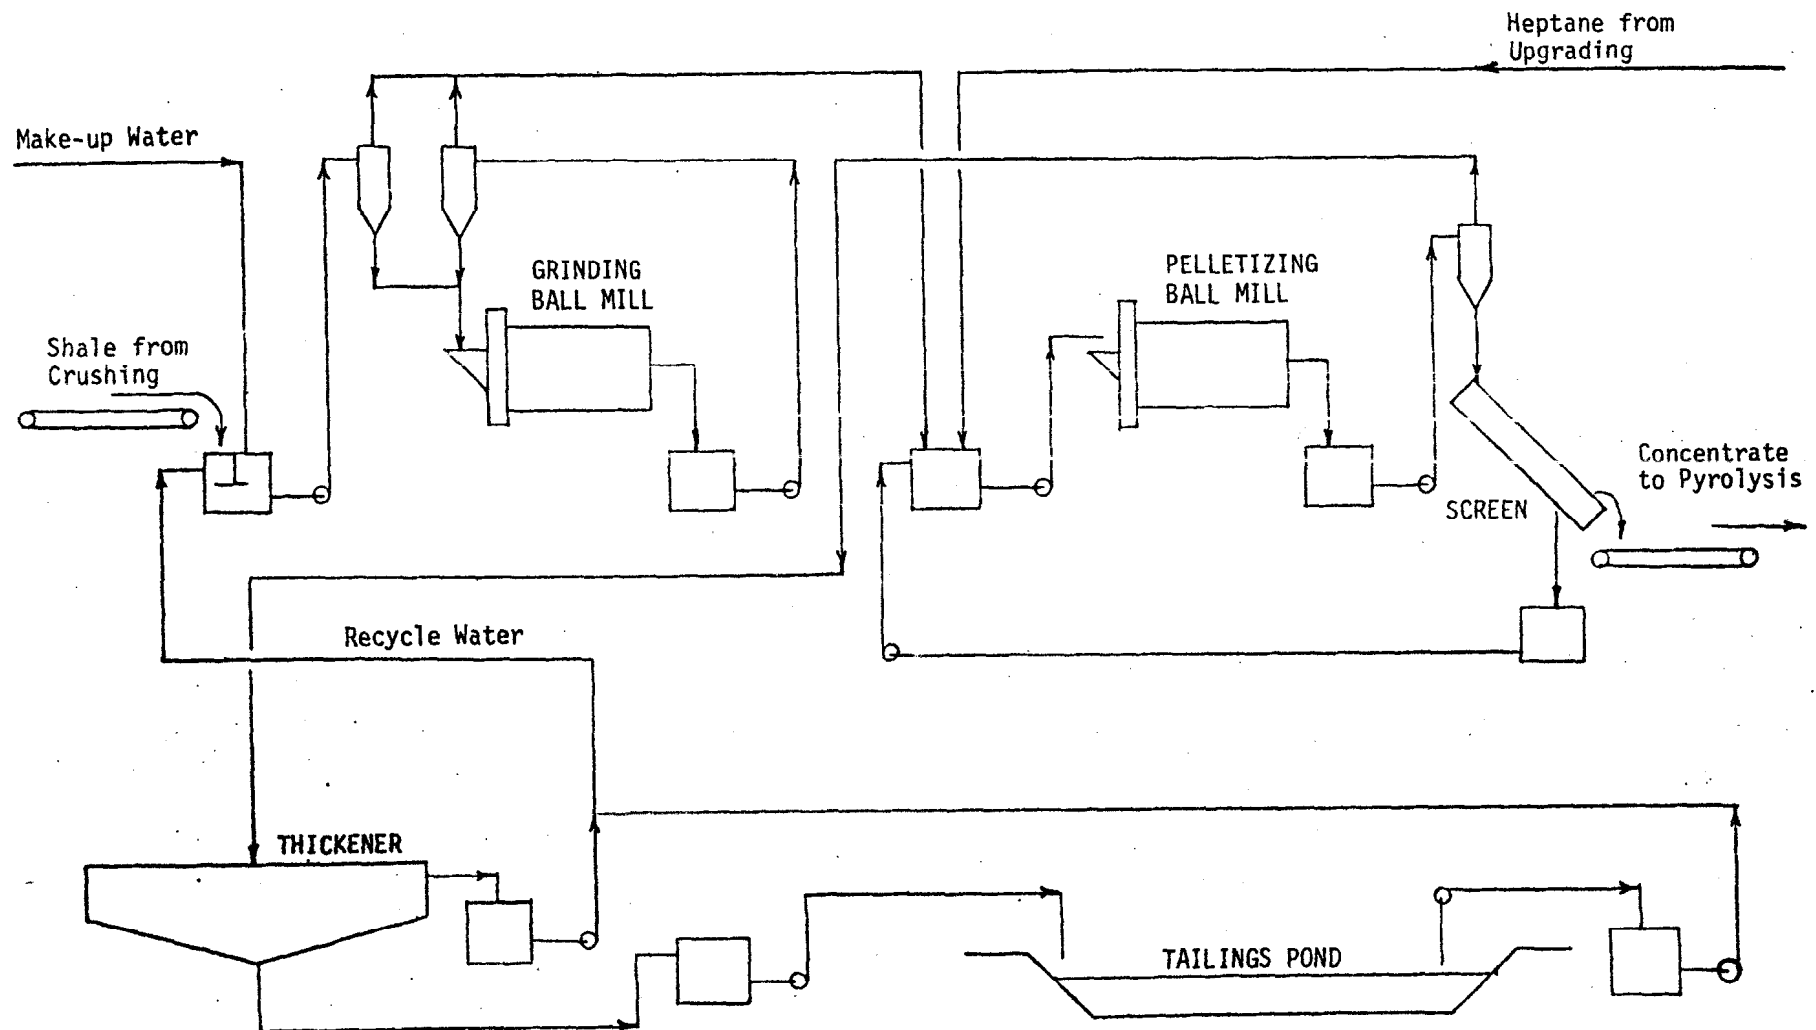 Heptane from
Upgrading
Make-up Water
GRINDING
BALL MILL
PELLETIZING
BALL MILL
Shale from
Crushing
Concentrate
to Pyrolysis
SCREEN
Recycle Water
THICKENER
TAILINGS POND